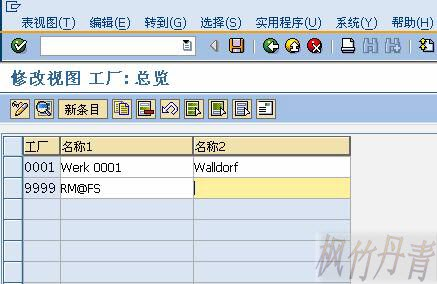 表视图(T) 编辑(E) 转到(G) 选择(S) 实用程序(U) 系统(Y) 帮助(H)
修改视图 工厂: 总览
新条目
工厂 名称1 名称2
0001 Werk 0001 Walldorf
9999 RM@FS
枫竹丹青